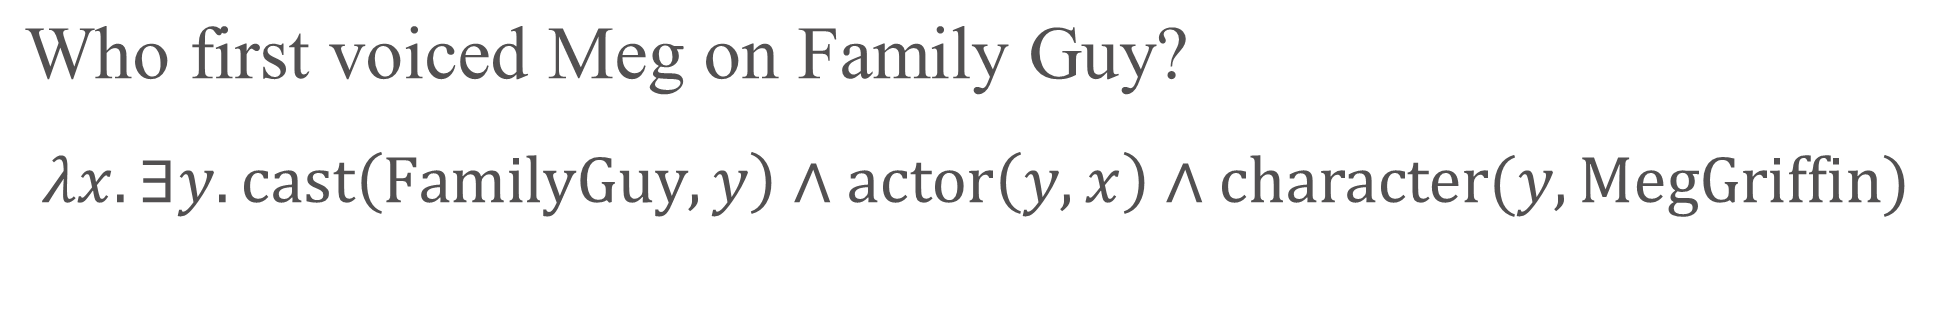 Who first voiced Meg on Family Guy?
λx. ∃y. cast(FamilyGuy, y) ∧ actor(y, x) ∧ character(y, MegGriffin)